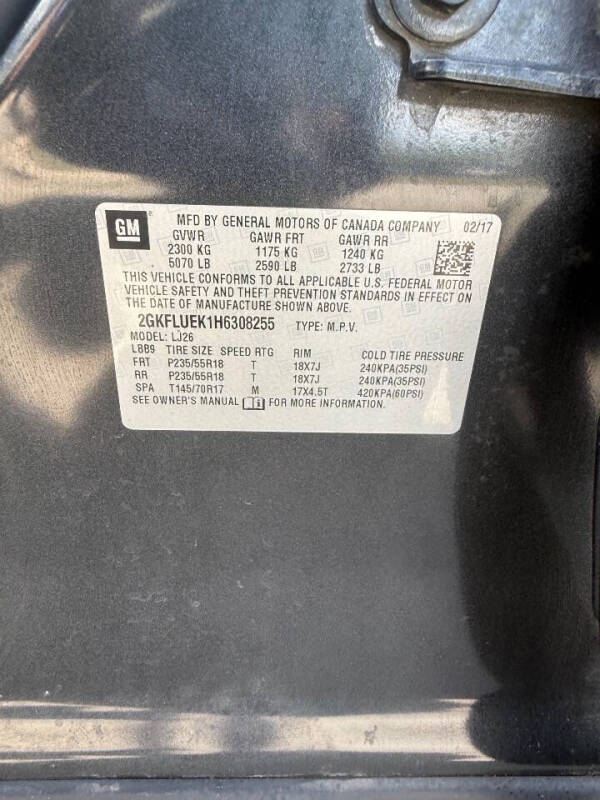 GM MFD BY GENERAL MOTORS OF CANADA COMPANY 02/17
GVWR GAWR FRT GAWR RR
2300 KG 1175 KG 1240 KG
5070 LB 2590 LB 2733 LB
THIS VEHICLE CONFORMS TO ALL APPLICABLE U.S. FEDERAL MOTOR
VEHICLE SAFETY AND THEFT PREVENTION STANDARDS IN EFFECT ON
THE DATE OF MANUFACTURE SHOWN ABOVE.
2GKFLUEK1H6308255 TYPE: M.P.V.
MODEL: LJ26
LBB9 TIRE SIZE SPEED RTG RIM COLD TIRE PRESSURE
FRT P235/55R18 T 18X7J 240KPA(35PSI)
RR P235/55R18 T 18X7J 240KPA(35PSI)
SPA T145/70R17 M 17X4.5T 420KPA(60PSI)
SEE OWNER'S MANUAL FOR MORE INFORMATION.